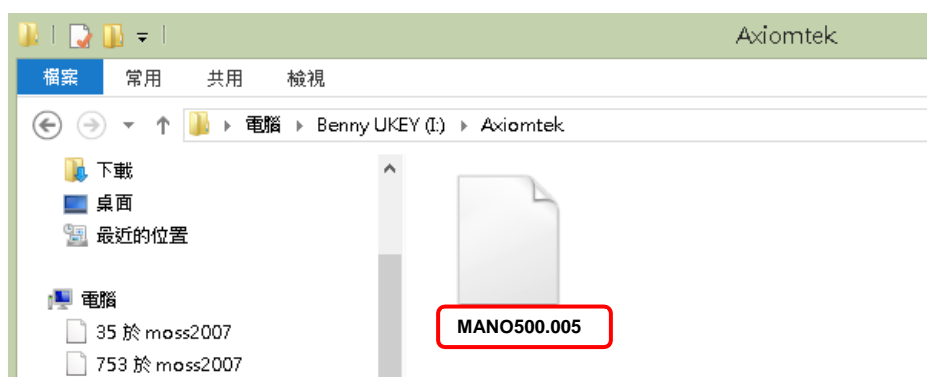 Axiomtek
檔案 常用 共用 檢視
電腦 Benny UKEY (I:) Axiomtek
下載
桌面
最近的位置
電腦
35 於 moss2007
753 於 moss2007
MANO500.005